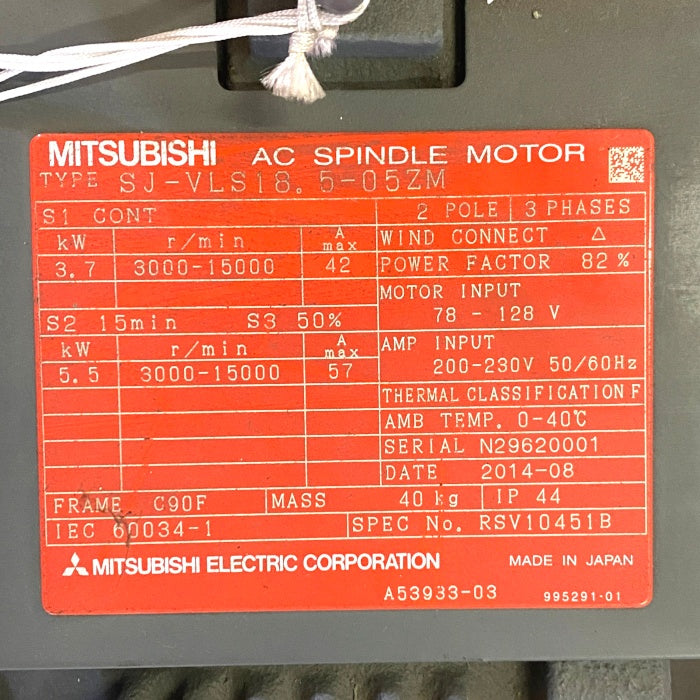 MITSUBISHI AC SPINDLE MOTOR
TYPE SJ-VLS18.5-05ZM
S1 CONT
2 POLE 3 PHASES
kW r/min A max
3.7 3000-15000 42
WIND CONNECT △
POWER FACTOR 82 %
MOTOR INPUT
78 - 128 V
S2 15min S3 50%
kW r/min A max
5.5 3000-15000 57
AMP INPUT
200-230V 50/60Hz
THERMAL CLASSIFICATION F
AMB TEMP. 0-40℃
SERIAL N29620001
DATE 2014-08
FRAME C90F MASS 40 kg IP 44
IEC 60034-1 SPEC No. RSV10451B
MITSUBISHI ELECTRIC CORPORATION MADE IN JAPAN
A53933-03 995291-01